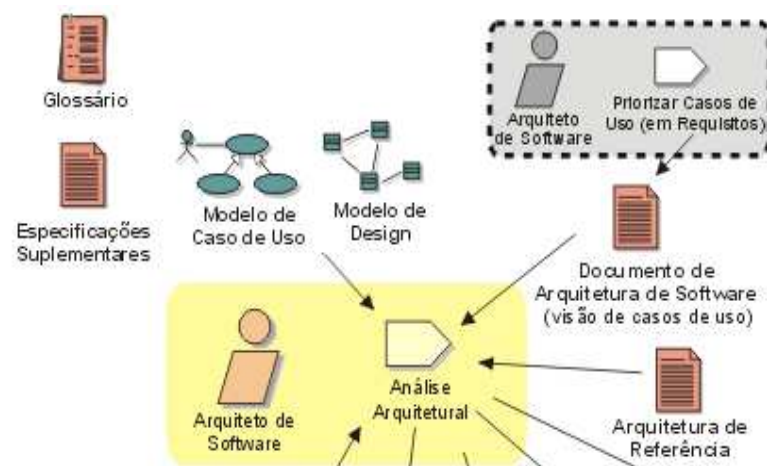 Glossário
Especificações
Suplementares
Modelo de
Caso de Uso
Modelo de
Design
Arquiteto
de Software
Priorizar Casos de
Uso (em Requisitos)
Documento de
Arquitetura de Software
(visão de casos de uso)
Arquiteto de
Software
Análise
Arquitetural
Arquitetura de
Referência